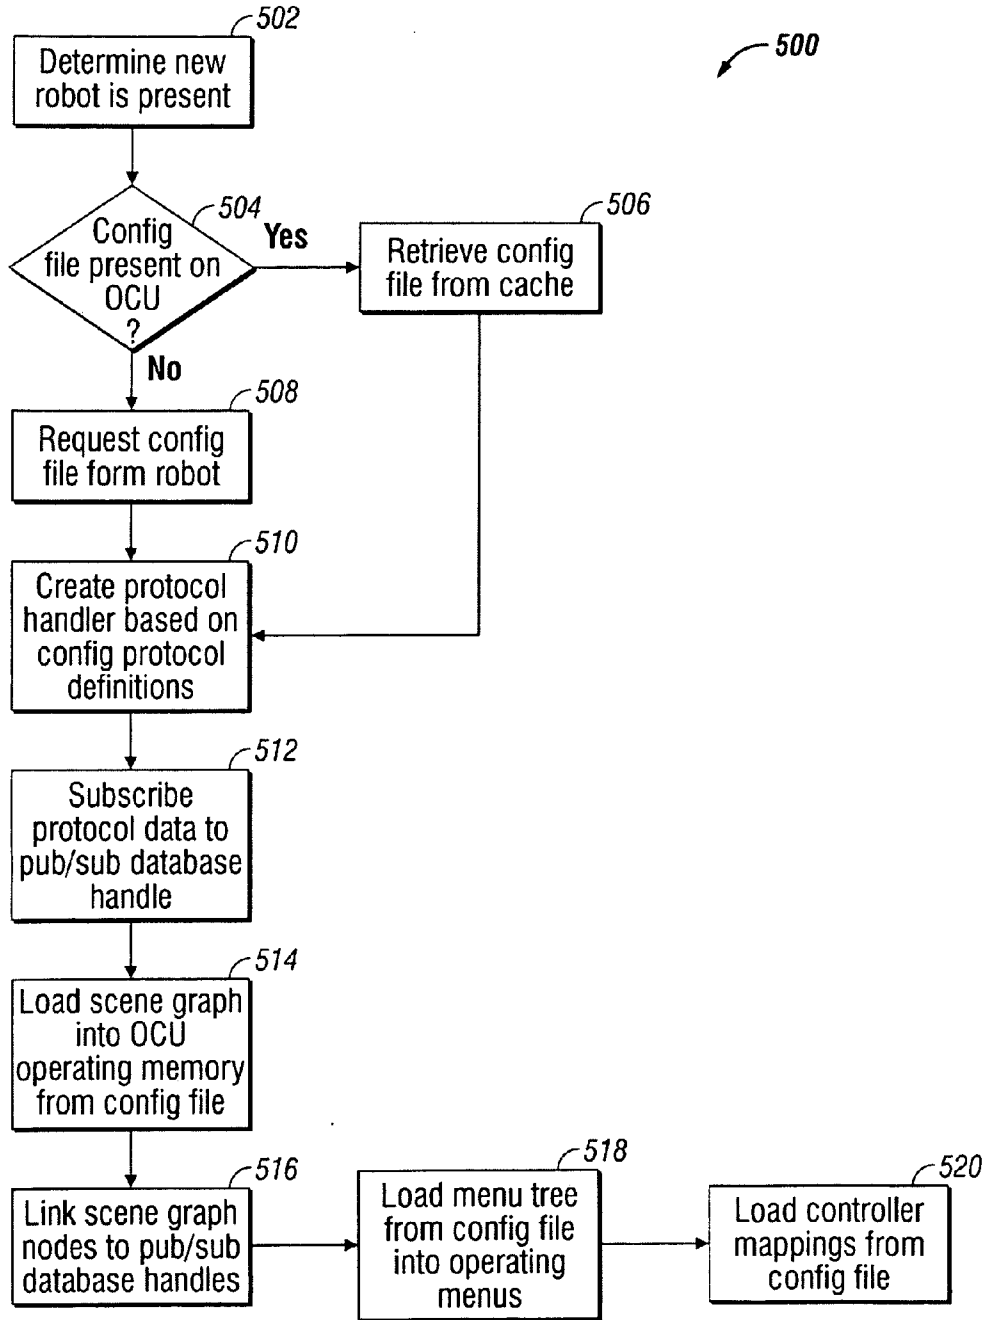 502
500
Determine new
robot is present
504
Config
file present on
OCU
?
Yes
506
Retrieve config
file from cache
No
508
Request config
file form robot
510
Create protocol
handler based on
config protocol
definitions
512
Subscribe
protocol data to
pub/sub database
handle
514
Load scene graph
into OCU
operating memory
from config file
516
Link scene graph
nodes to pub/sub
database handles
518
Load menu tree
from config file
into operating
menus
520
Load controller
mappings from
config file